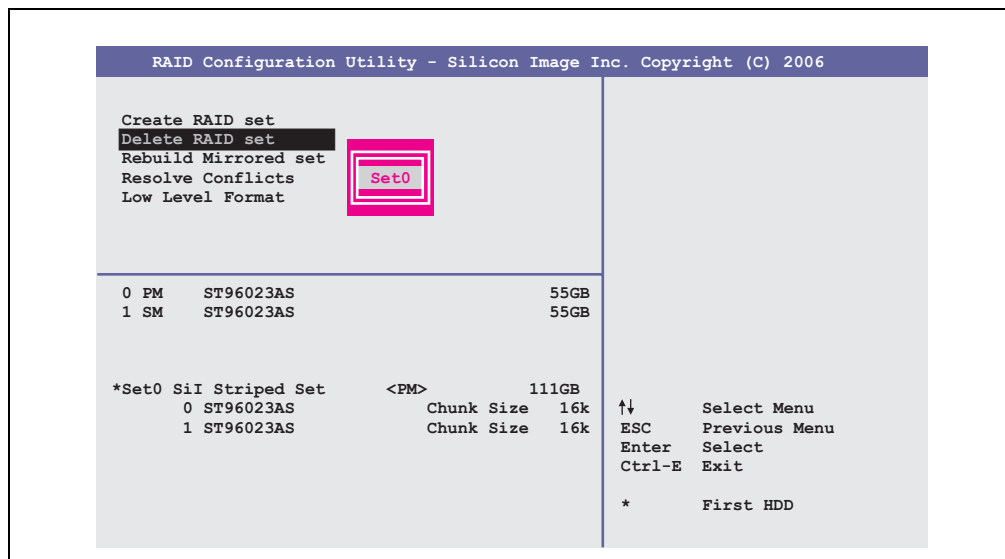 RAID Configuration Utility - Silicon Image Inc. Copyright (C) 2006
Create RAID set
Delete RAID set
Rebuild Mirrored set
Resolve Conflicts
Low Level Format
Set0
0 PM ST96023AS 55GB
1 SM ST96023AS 55GB
*Set0 SiI Striped Set <PM> 111GB
0 ST96023AS Chunk Size 16k
1 ST96023AS Chunk Size 16k
↑↓ Select Menu
ESC Previous Menu
Enter Select
Ctrl-E Exit
* First HDD